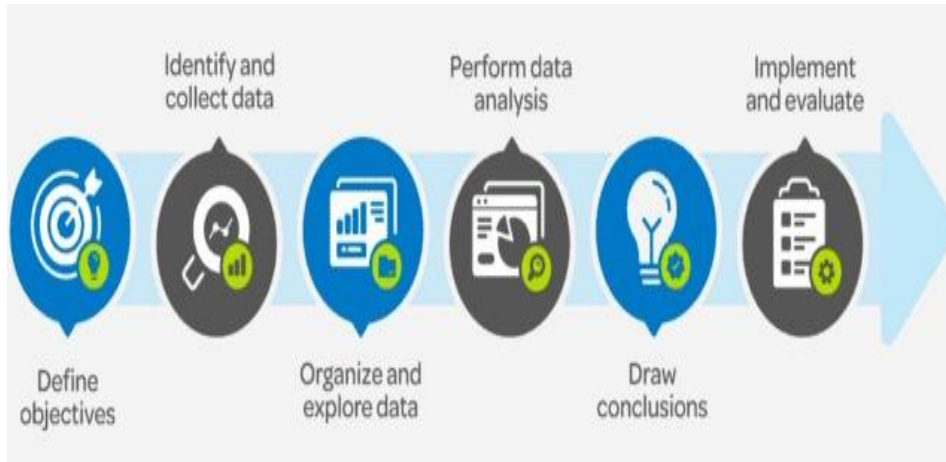 Define
objectives
Identify and
collect data
Organize and
explore data
Perform data
analysis
Draw
conclusions
Implement
and evaluate